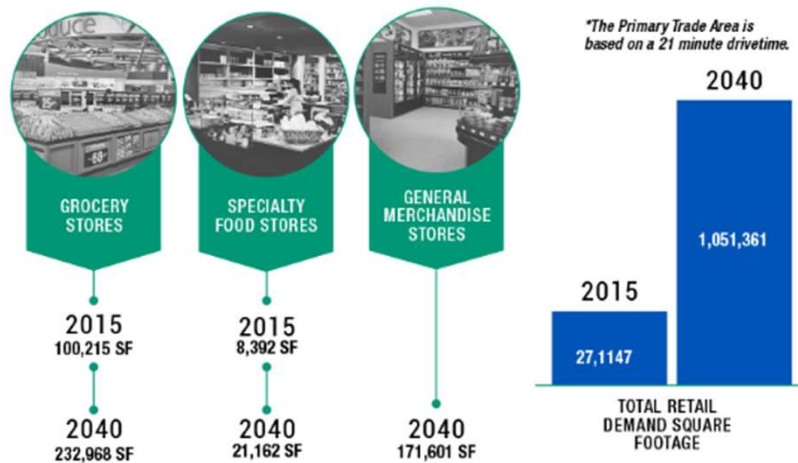 *The Primary Trade Area is
based on a 21 minute drivetime.
GROCERY
STORES
2015
100,215 SF
2040
232,968 SF
SPECIALTY
FOOD STORES
2015
8,392 SF
2040
21,162 SF
GENERAL
MERCHANDISE
STORES
2040
171,601 SF
2015
27,1147
2040
1,051,361
TOTAL RETAIL
DEMAND SQUARE
FOOTAGE